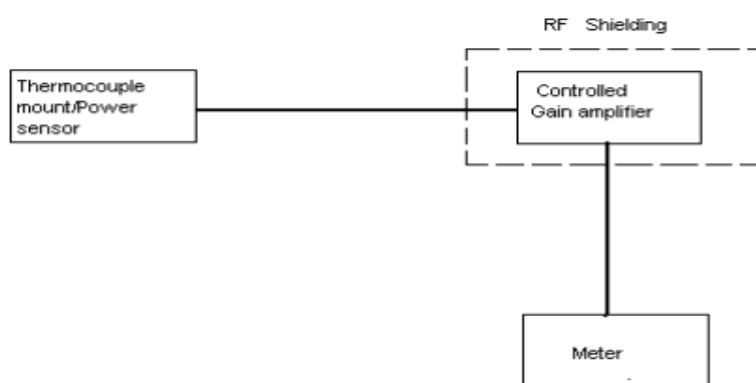 RF Shielding
Thermocouple
mount/Power
sensor
Controlled
Gain amplifier
Meter